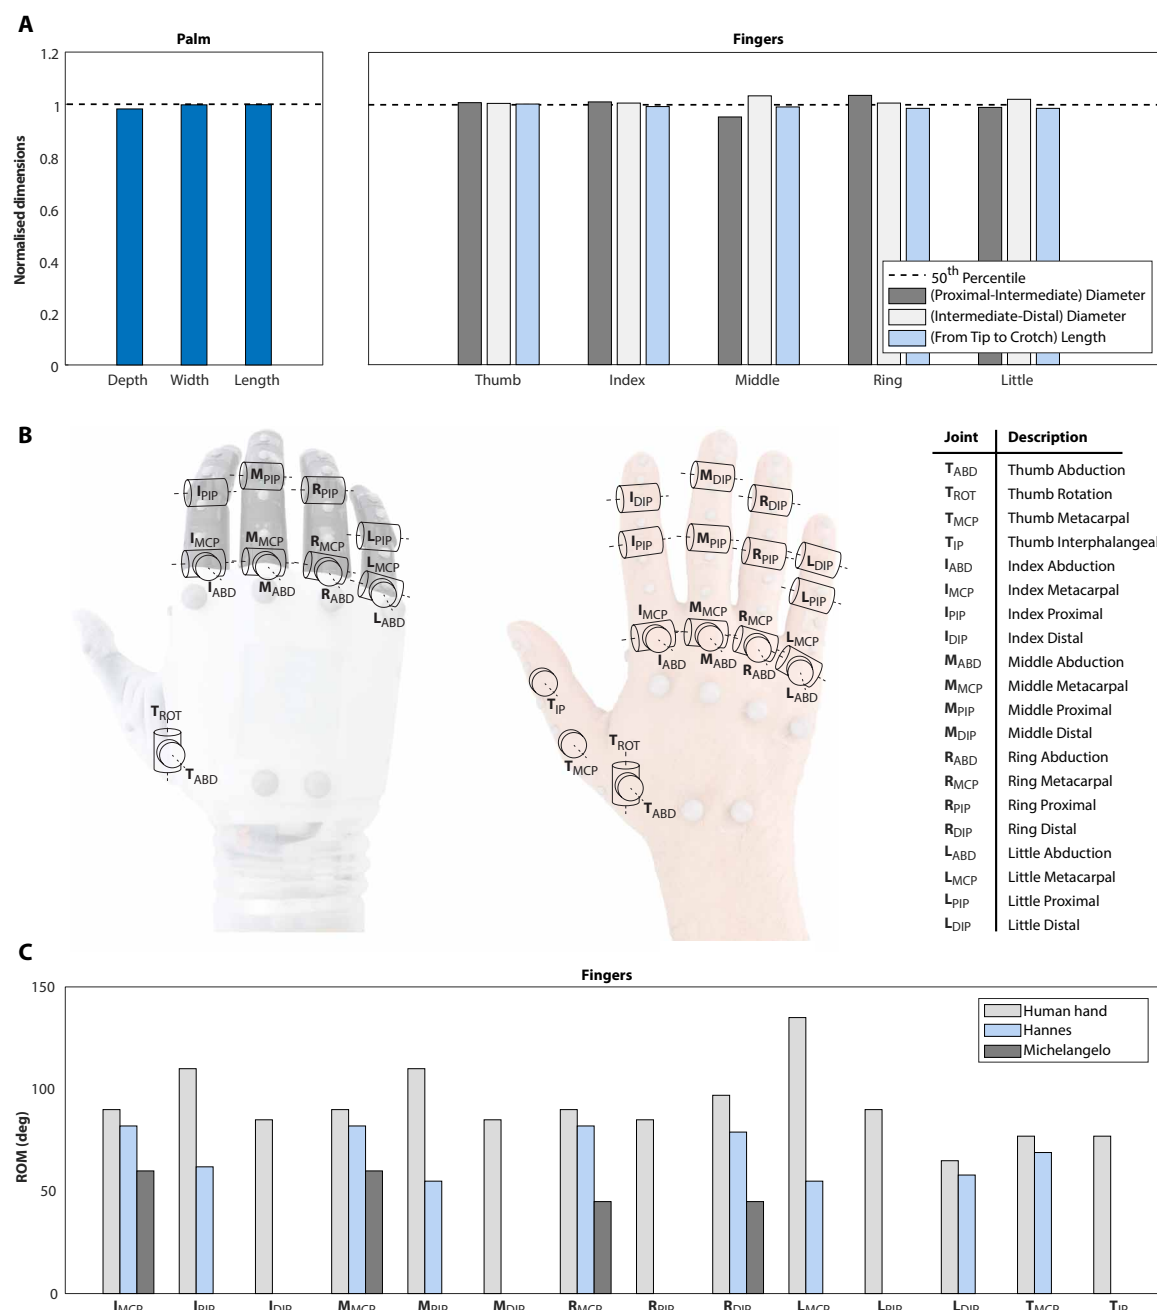 A
Palm
Fingers
Normalised dimensions
1.2
1
0.8
0.6
0.4
0.2
0
Depth Width Length
Thumb Index Middle Ring Little
50th Percentile
(Proximal-Intermediate) Diameter
(Intermediate-Distal) Diameter
(From Tip to Crotch) Length
B
MPIP
IPIP
RPIP
LPIP
IMCP
MMCP
RMCP
LMCP
IABD
MABD
RABD
LABD
TROT
TABD
MDIP
IDIP
RDIP
IPIP
MPIP
RPIP
LDIP
LPIP
IMCP
MMCP
RMCP
LMCP
IABD
MABD
RABD
LABD
TIP
TMCP
TROT
TABD
Joint Description
TABD Thumb Abduction
TROT Thumb Rotation
TMCP Thumb Metacarpal
TIP Thumb Interphalangeal
IABD Index Abduction
IMCP Index Metacarpal
IPIP Index Proximal
IDIP Index Distal
MABD Middle Abduction
MMCP Middle Metacarpal
MPIP Middle Proximal
MDIP Middle Distal
RABD Ring Abduction
RMCP Ring Metacarpal
RPIP Ring Proximal
RDIP Ring Distal
LABD Little Abduction
LMCP Little Metacarpal
LPIP Little Proximal
LDIP Little Distal
C
Fingers
ROM (deg)
150
100
50
0
Human hand
Hannes
Michelangelo
IMCP IPIP IDIP MMCP MPIP MDIP RMCP RPIP RDIP LMCP LPIP LDIP TMCP TIP